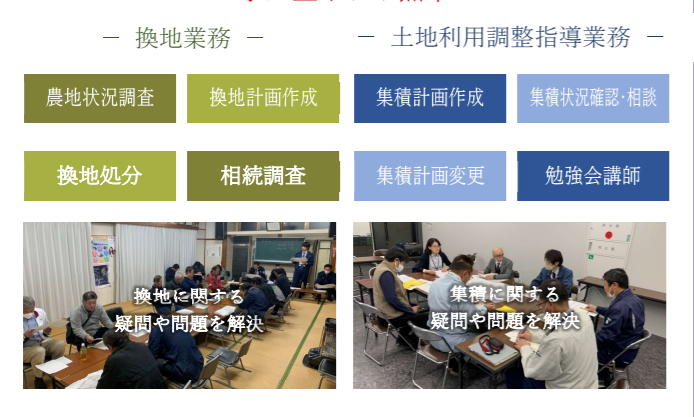 － 換地業務 －
－ 土地利用調整指導業務 －
農地状況調査
換地計画作成
集積計画作成
集積状況確認・相談
換地処分
相続調査
集積計画変更
勉強会講師
換地に関する
疑問や問題を解決
集積に関する
疑問や問題を解決